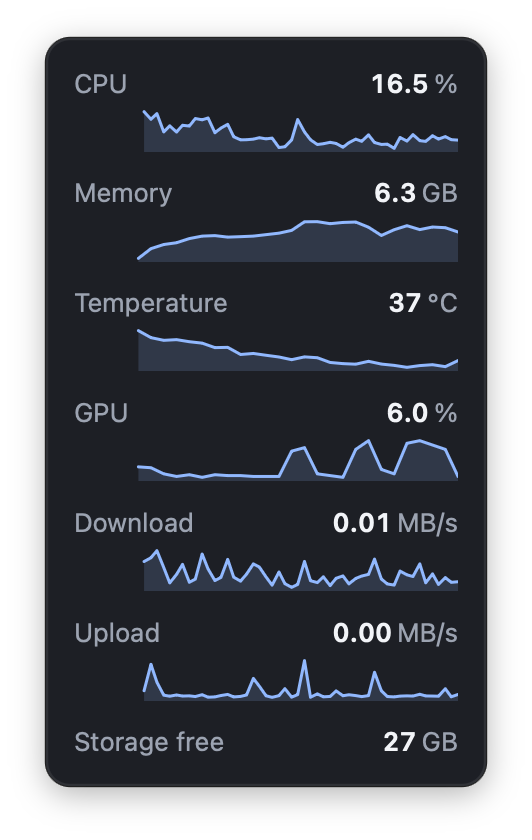 CPU 16.5 %
Memory 6.3 GB
Temperature 37 °C
GPU 6.0 %
Download 0.01 MB/s
Upload 0.00 MB/s
Storage free 27 GB